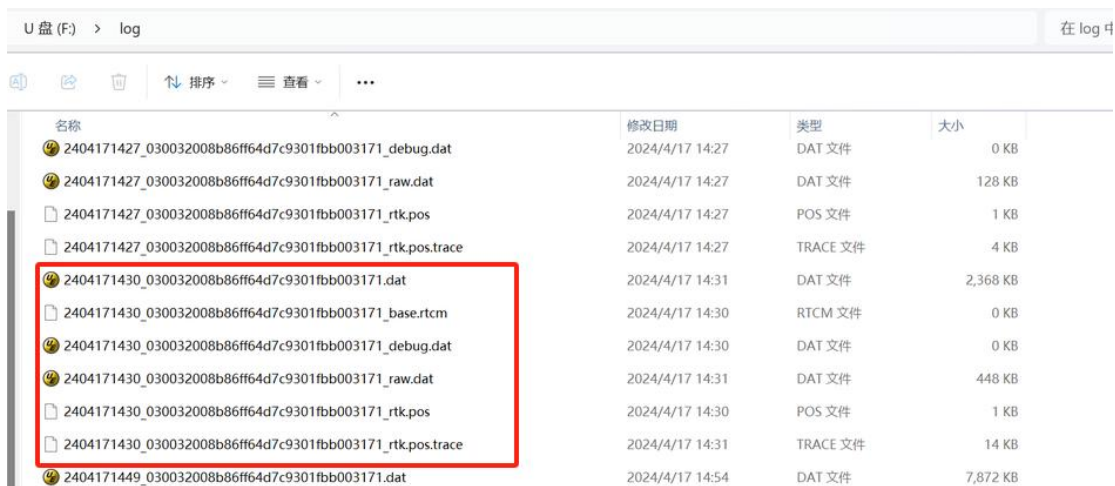 U 盘 (F:) > log 在 log 中
排序 查看 ...
名称 修改日期 类型 大小
2404171427_030032008b86ff64d7c9301fbb003171_debug.dat 2024/4/17 14:27 DAT 文件 0 KB
2404171427_030032008b86ff64d7c9301fbb003171_raw.dat 2024/4/17 14:27 DAT 文件 128 KB
2404171427_030032008b86ff64d7c9301fbb003171_rtk.pos 2024/4/17 14:27 POS 文件 1 KB
2404171427_030032008b86ff64d7c9301fbb003171_rtk.pos.trace 2024/4/17 14:27 TRACE 文件 4 KB
2404171430_030032008b86ff64d7c9301fbb003171.dat 2024/4/17 14:31 DAT 文件 2,368 KB
2404171430_030032008b86ff64d7c9301fbb003171_base.rtcm 2024/4/17 14:30 RTCM 文件 0 KB
2404171430_030032008b86ff64d7c9301fbb003171_debug.dat 2024/4/17 14:30 DAT 文件 0 KB
2404171430_030032008b86ff64d7c9301fbb003171_raw.dat 2024/4/17 14:31 DAT 文件 448 KB
2404171430_030032008b86ff64d7c9301fbb003171_rtk.pos 2024/4/17 14:30 POS 文件 1 KB
2404171430_030032008b86ff64d7c9301fbb003171_rtk.pos.trace 2024/4/17 14:31 TRACE 文件 14 KB
2404171449_030032008b86ff64d7c9301fbb003171.dat 2024/4/17 14:54 DAT 文件 7,872 KB